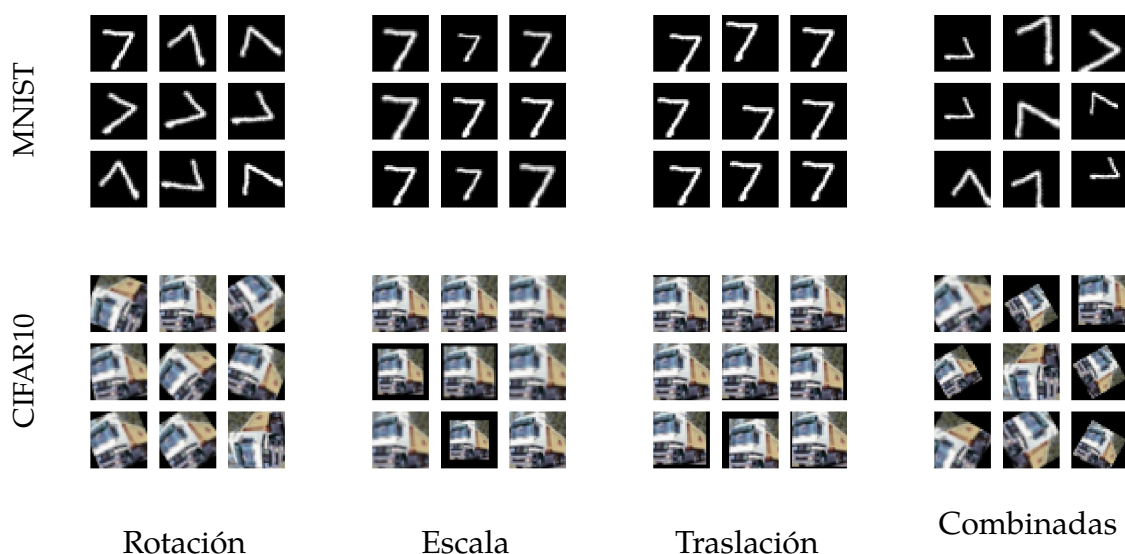 MNIST
CIFAR10
Rotación
Escala
Traslación
Combinadas